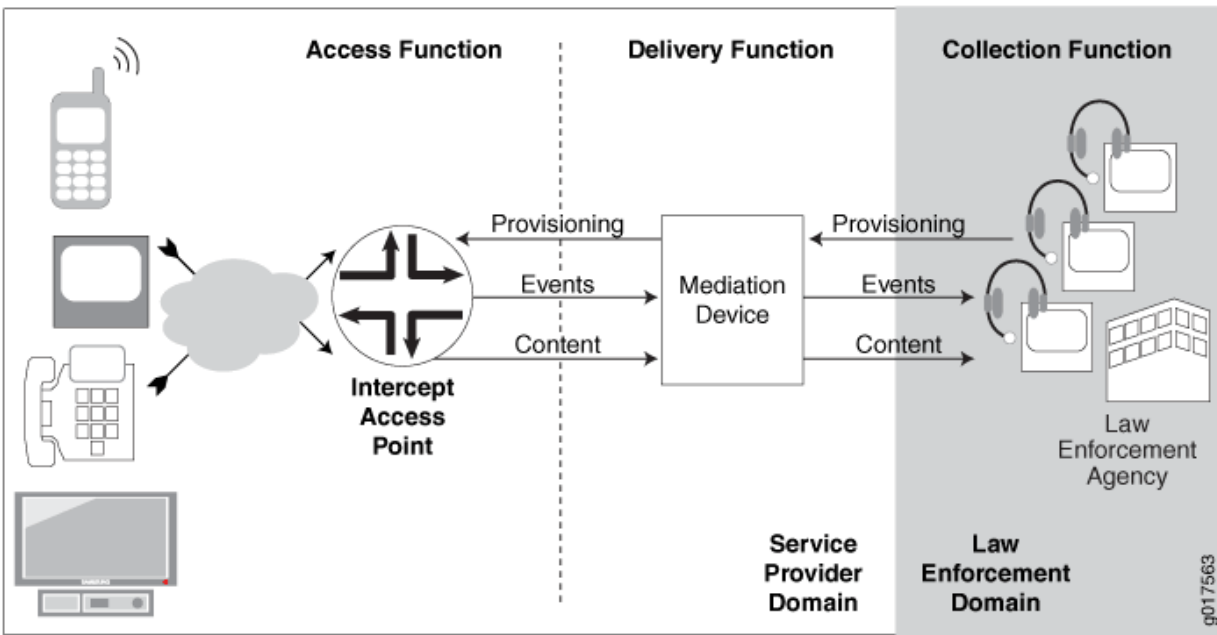 Access Function
Delivery Function
Collection Function
Provisioning
Provisioning
Events
Mediation
Device
Events
Content
Content
Intercept
Access
Point
Law
Enforcement
Agency
Service
Provider
Domain
Law
Enforcement
Domain
g017563